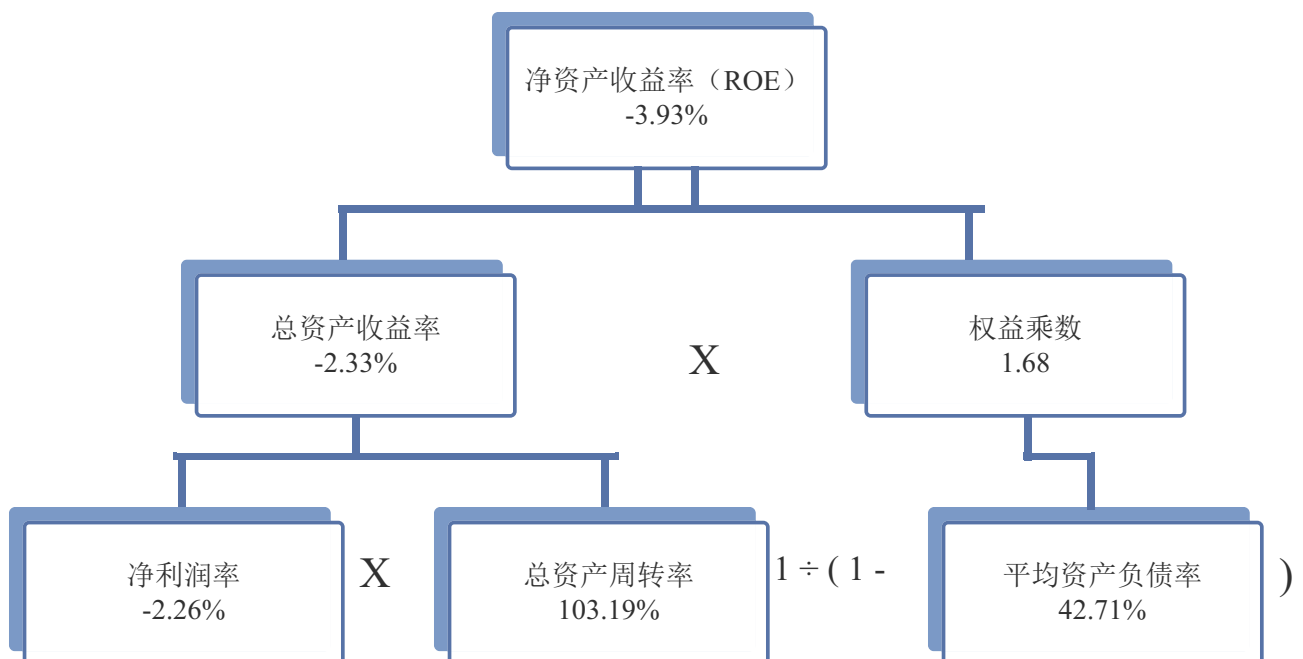 净资产收益率（ROE）
-3.93%
总资产收益率
-2.33%
X
权益乘数
1.68
净利润率
-2.26%
X
总资产周转率
103.19%
1 ÷ ( 1 -
平均资产负债率
42.71%
)